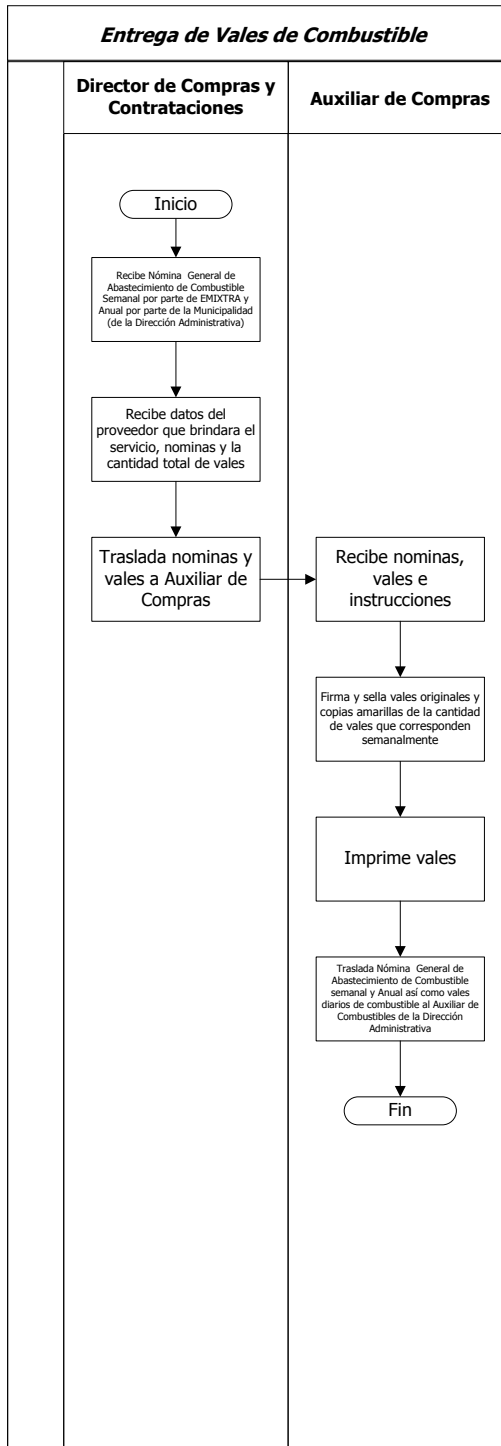 Entrega de Vales de Combustible
Director de Compras y
Contrataciones
Auxiliar de Compras
Inicio
Recibe Nómina General de
Abastecimiento de Combustible
Semanal por parte de EMIXTRA y
Anual por parte de la Municipalidad
(de la Dirección Administrativa)
Recibe datos del
proveedor que brindara el
servicio, nominas y la
cantidad total de vales
Traslada nominas y
vales a Auxiliar de
Compras
Recibe nominas,
vales e
instrucciones
Firma y sella vales originales y
copias amarillas de la cantidad
de vales que corresponden
semanalmente
Imprime vales
Traslada Nómina General de
Abastecimiento de Combustible
semanal y Anual así como vales
diarios de combustible al Auxiliar de
Combustibles de la Dirección
Administrativa
Fin